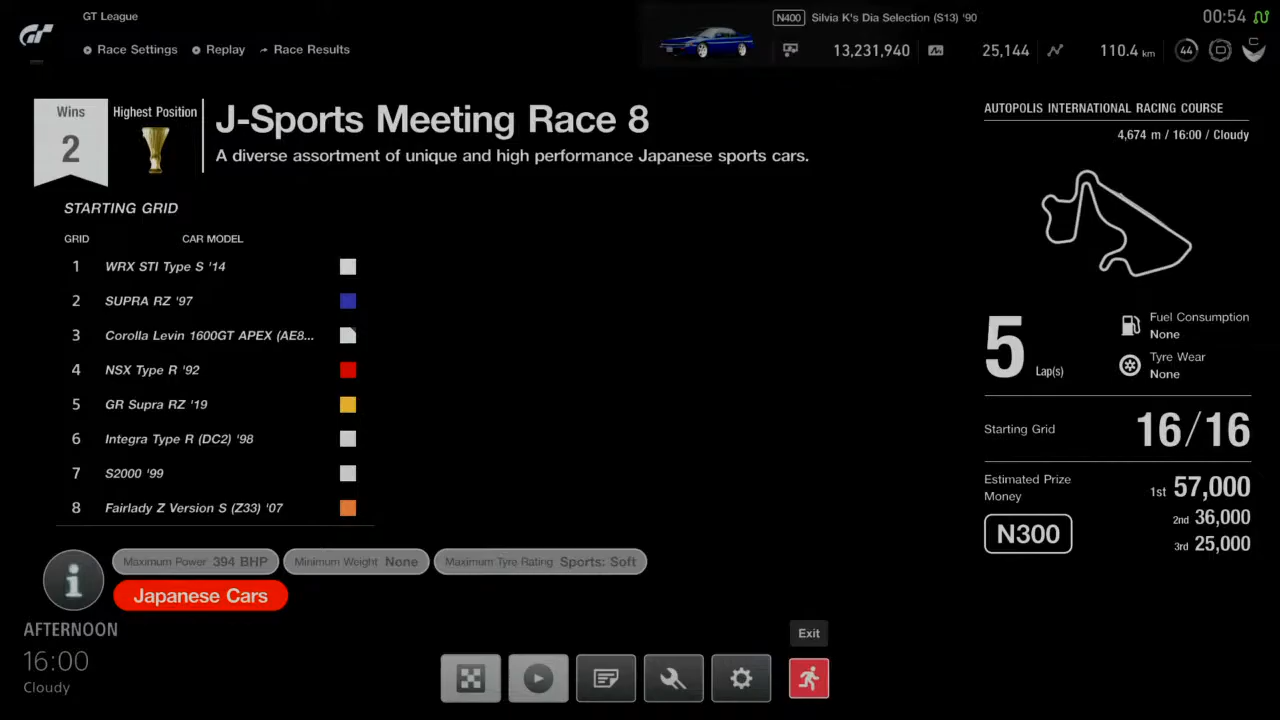 GT League
Race Settings
Replay
Race Results
N400
Silvia K's Dia Selection (S13) '90
00:54
13,231,940
25,144
110.4 km
44
C
Wins
2
Highest Position
J-Sports Meeting Race 8
A diverse assortment of unique and high performance Japanese sports cars.
STARTING GRID
GRID CAR MODEL
1 WRX STI Type S '14
2 SUPRA RZ '97
3 Corolla Levin 1600GT APEX (AE8...
4 NSX Type R '92
5 GR Supra RZ '19
6 Integra Type R (DC2) '98
7 S2000 '99
8 Fairlady Z Version S (Z33) '07
Maximum Power 394 BHP
Minimum Weight None
Maximum Tyre Rating Sports: Soft
Japanese Cars
AFTERNOON
16:00
Cloudy
Exit
AUTOPOLIS INTERNATIONAL RACING COURSE
4,674 m / 16:00 / Cloudy
5 Lap(s)
Fuel Consumption
None
Tyre Wear
None
Starting Grid 16/16
Estimated Prize
Money
N300
1st 57,000
2nd 36,000
3rd 25,000